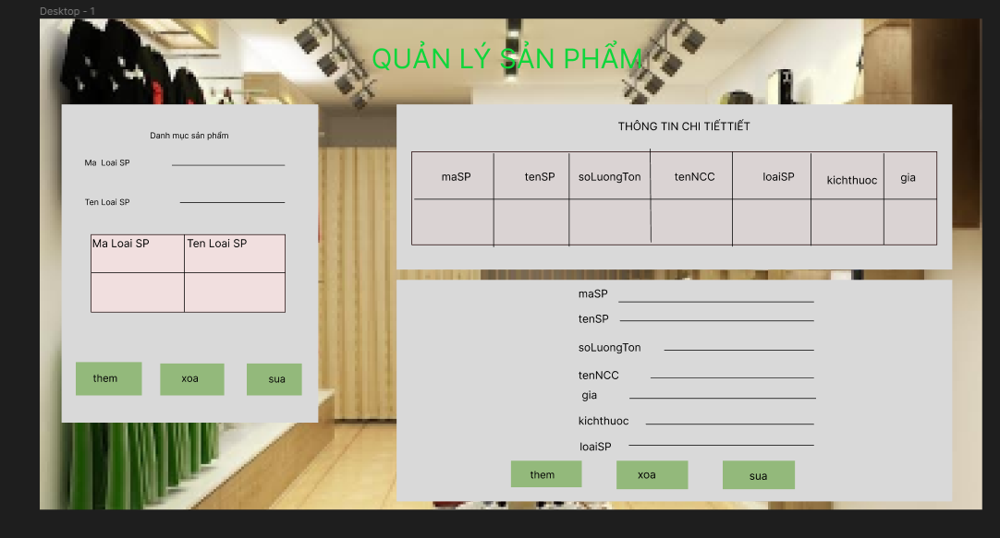 Desktop - 1
QUẢN LÝ SẢN PHẨM
Danh mục sản phẩm
Ma Loai SP
Ten Loai SP
Ma Loai SP Ten Loai SP
them xoa sua
THÔNG TIN CHI TIẾTTIẾT
maSP tenSP soLuongTon tenNCC loaiSP kichthuoc gia
maSP
tenSP
soLuongTon
tenNCC
gia
kichthuoc
loaiSP
them xoa sua